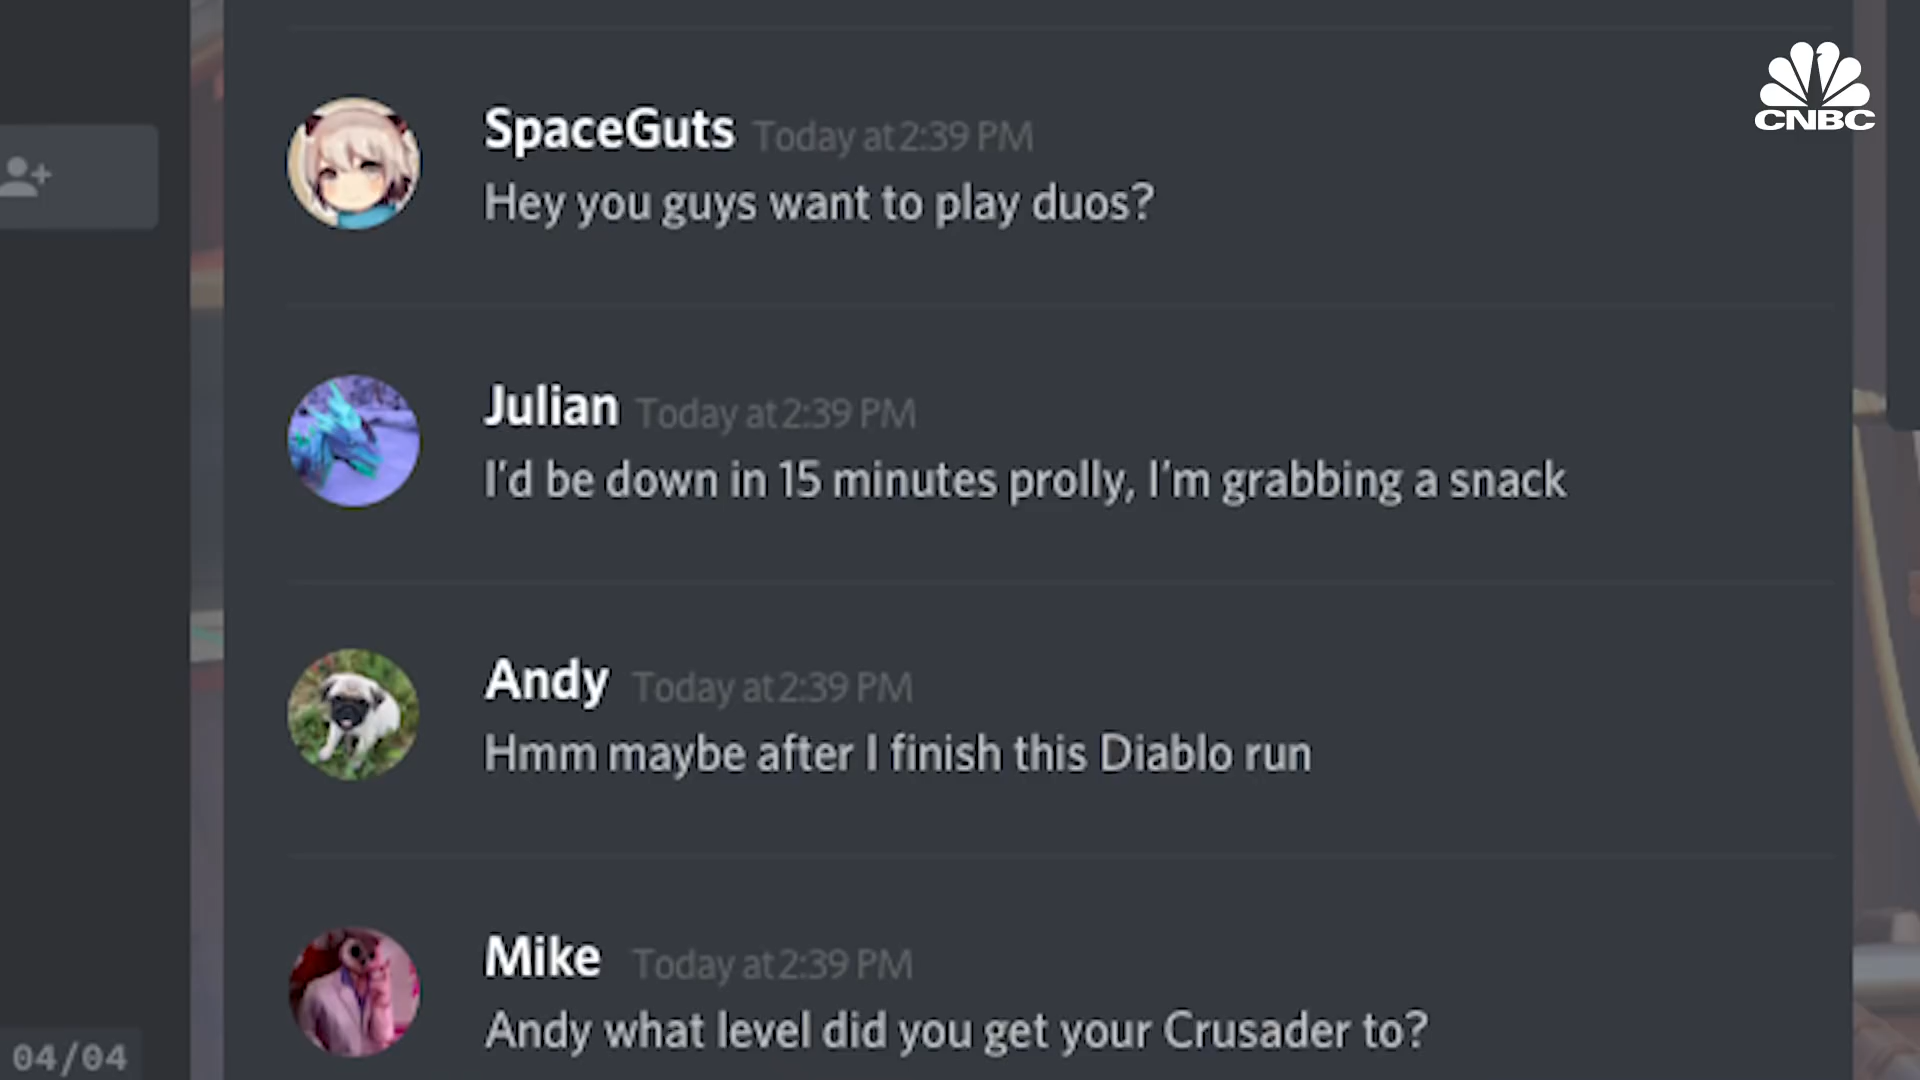 CNBC
SpaceGuts Today at 2:39 PM
Hey you guys want to play duos?
Julian Today at 2:39 PM
I'd be down in 15 minutes prolly, I'm grabbing a snack
Andy Today at 2:39 PM
Hmm maybe after I finish this Diablo run
Mike Today at 2:39 PM
Andy what level did you get your Crusader to?
04/04